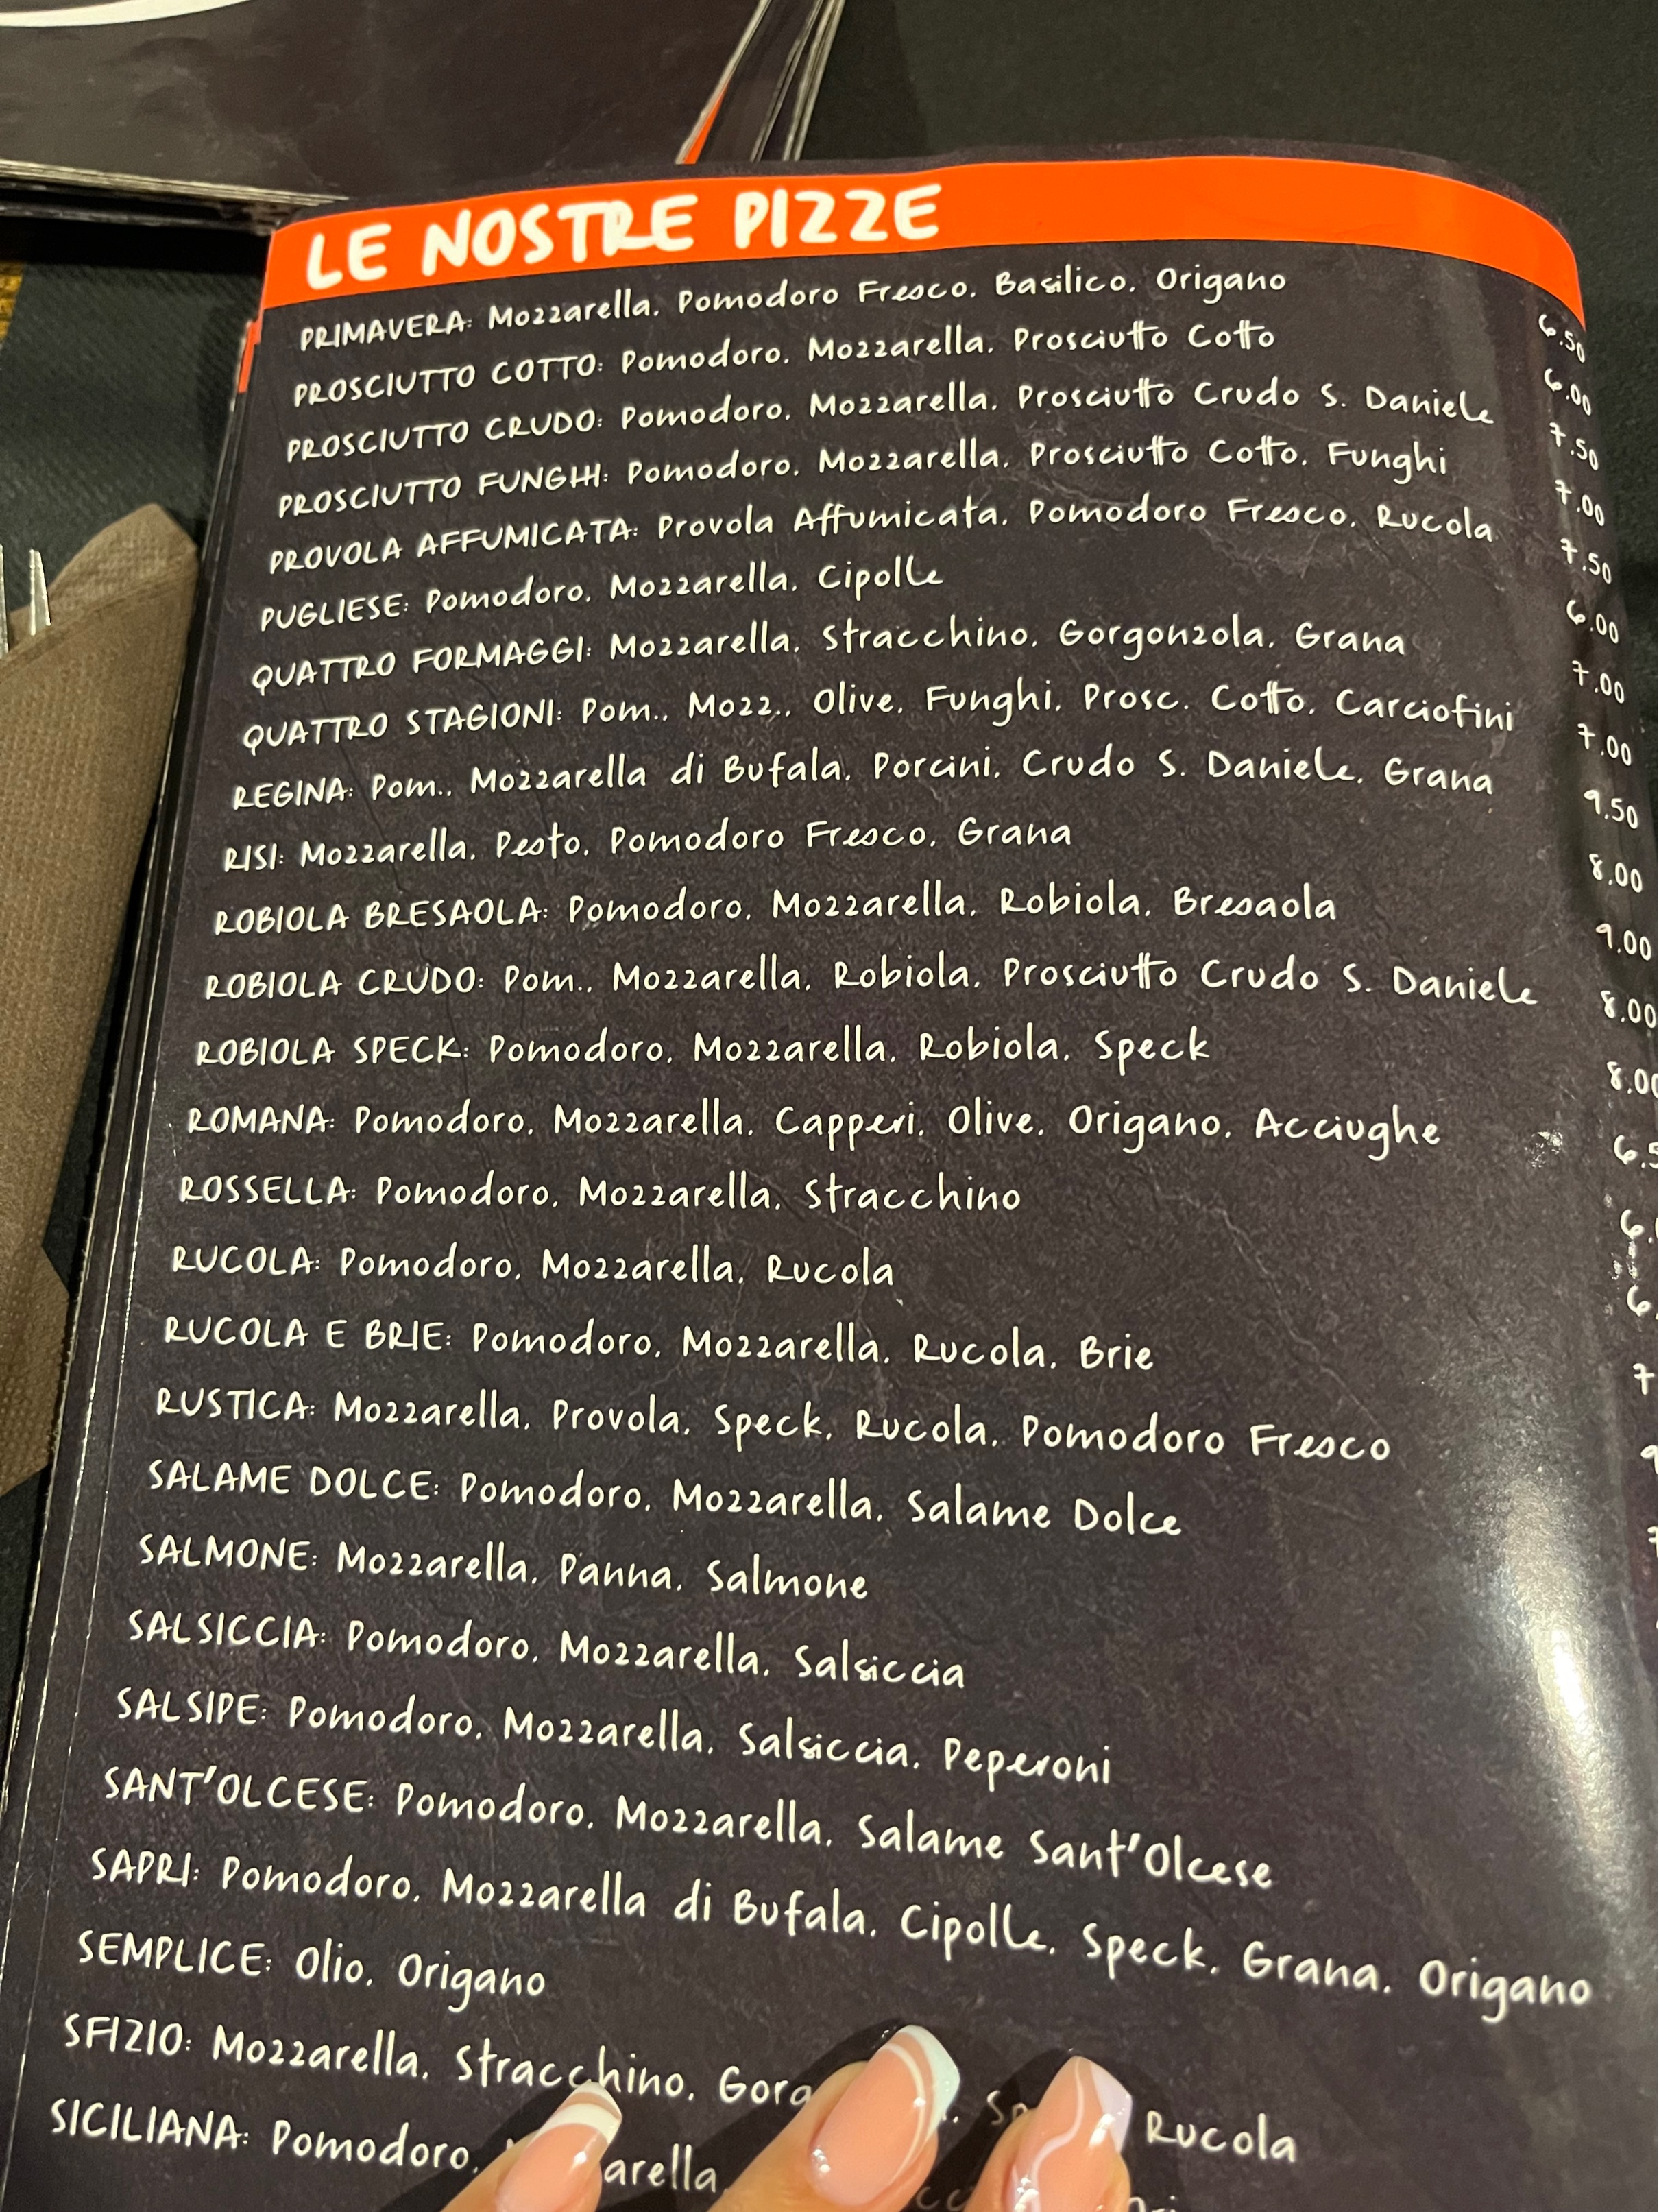 LE NOSTRE PIZZE
PRIMAVERA: Mozzarella, Pomodoro Fresco, Basilico, Origano 6.50
PROSCIUTTO COTTO: Pomodoro, Mozzarella, Prosciutto Cotto 6.00
PROSCIUTTO CRUDO: Pomodoro, Mozzarella, Prosciutto Crudo S. Daniele 7.50
PROSCIUTTO FUNGHI: Pomodoro, Mozzarella, Prosciutto Cotto, Funghi 7.00
PROVOLA AFFUMICATA: Provola Affumicata, Pomodoro Fresco, Rucola 7.50
PUGLIESE: Pomodoro, Mozzarella, Cipolle 6.00
QUATTRO FORMAGGI: Mozzarella, Stracchino, Gorgonzola, Grana 7.00
QUATTRO STAGIONI: Pom., Mozz., Olive, Funghi, Prosc. Cotto, Carciofini 7.00
REGINA: Pom., Mozzarella di Bufala, Porcini, Crudo S. Daniele, Grana 9.50
RISI: Mozzarella, Pesto, Pomodoro Fresco, Grana 8.00
ROBIOLA BRESAOLA: Pomodoro, Mozzarella, Robiola, Bresaola 9.00
ROBIOLA CRUDO: Pom., Mozzarella, Robiola, Prosciutto Crudo S. Daniele 8.00
ROBIOLA SPECK: Pomodoro, Mozzarella, Robiola, Speck 8.00
ROMANA: Pomodoro, Mozzarella, Capperi, Olive, Origano, Acciughe
ROSSELLA: Pomodoro, Mozzarella, Stracchino
RUCOLA: Pomodoro, Mozzarella, Rucola
RUCOLA E BRIE: Pomodoro, Mozzarella, Rucola, Brie
RUSTICA: Mozzarella, Provola, Speck, Rucola, Pomodoro Fresco
SALAME DOLCE: Pomodoro, Mozzarella, Salame Dolce
SALMONE: Mozzarella, Panna, Salmone
SALSICCIA: Pomodoro, Mozzarella, Salsiccia
SALSIPE: Pomodoro, Mozzarella, Salsiccia, Peperoni
SANT'OLCESE: Pomodoro, Mozzarella, Salame Sant'Olcese
SAPRI: Pomodoro, Mozzarella di Bufala, Cipolle, Speck, Grana, Origano
SEMPLICE: Olio, Origano
SFIZIO: Mozzarella, Stracchino, Rucola
SICILIANA: Pomodoro,